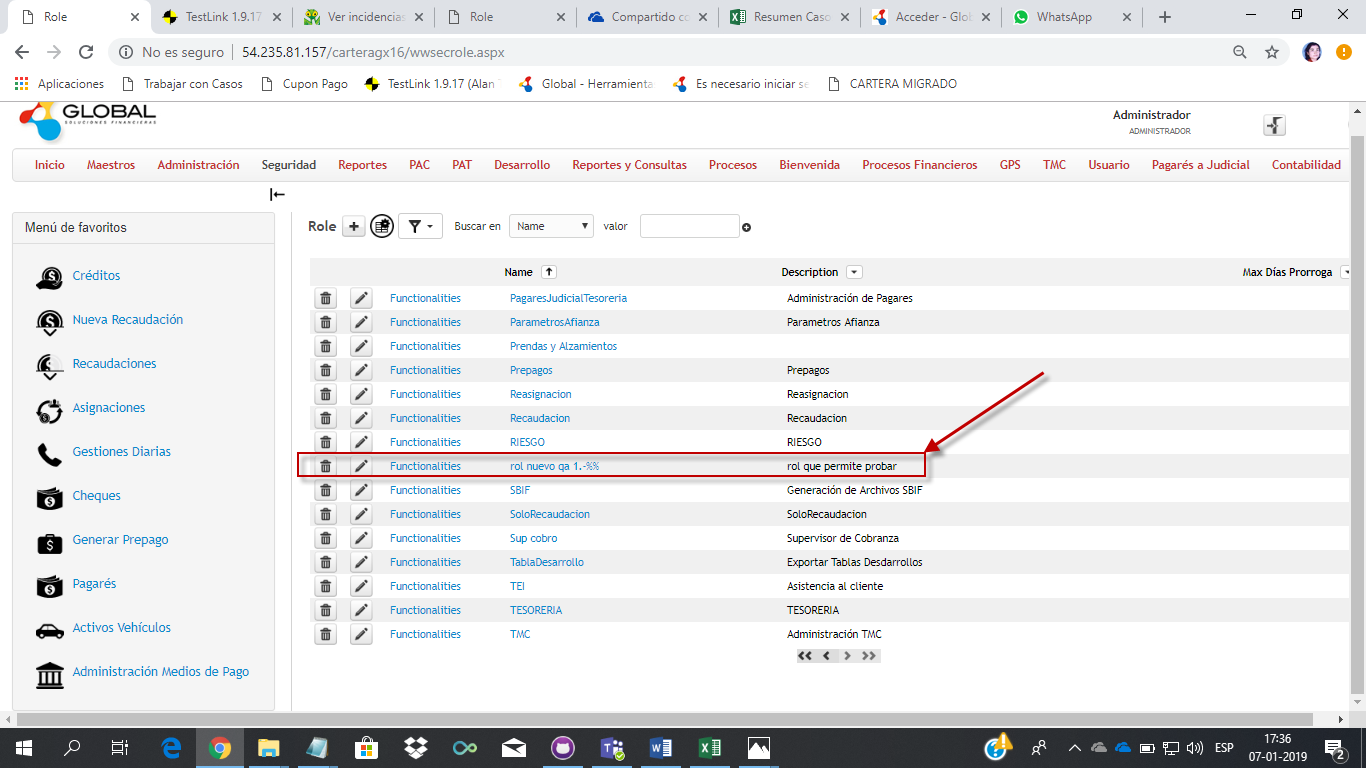 Role
TestLink 1.9.17
Ver incidencias
Role
Compartido co
Resumen Caso
Acceder - Glob
WhatsApp
No es seguro | 54.235.81.157/carteragx16/wwsecrole.aspx
Aplicaciones
Trabajar con Casos
Cupon Pago
TestLink 1.9.17 (Alan
Global - Herramienta
Es necesario iniciar se
CARTERA MIGRADO
GLOBAL
SOLUCIONES FINANCIERAS
Administrador
ADMINISTRADOR
Inicio Maestros Administración Seguridad Reportes PAC PAT Desarrollo Reportes y Consultas Procesos Bienvenida Procesos Financieros GPS TMC Usuario Pagarés a Judicial Contabilidad
Menú de favoritos
Créditos
Nueva Recaudación
Recaudaciones
Asignaciones
Gestiones Diarias
Cheques
Generar Prepago
Pagarés
Activos Vehículos
Administración Medios de Pago
Role Buscar en Name valor
Name Description Max Días Prorroga
Functionalities PagaresJudicialTesoreria Administración de Pagares
Functionalities ParametrosAfianza Parametros Afianza
Functionalities Prendas y Alzamientos
Functionalities Prepagos Prepagos
Functionalities Reasignacion Reasignacion
Functionalities Recaudacion Recaudacion
Functionalities RIESGO RIESGO
Functionalities rol nuevo qa 1.-%% rol que permite probar
Functionalities SBIF Generación de Archivos SBIF
Functionalities SoloRecaudacion SoloRecaudacion
Functionalities Sup cobro Supervisor de Cobranza
Functionalities TablaDesarrollo Exportar Tablas Desdarrollos
Functionalities TEI Asistencia al cliente
Functionalities TESORERIA TESORERIA
Functionalities TMC Administración TMC
ESP
17:36
07-01-2019
2